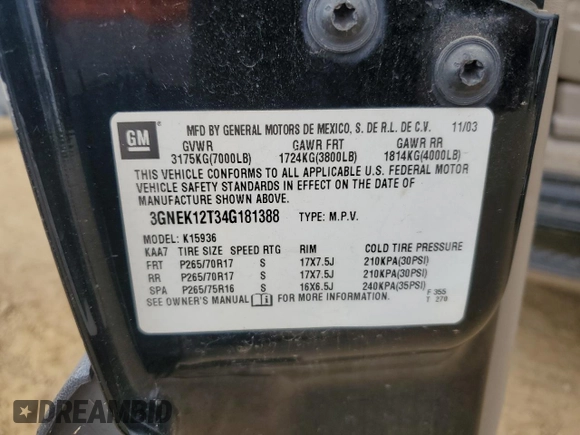 GM
MFD BY GENERAL MOTORS DE MEXICO, S. DE R.L. DE C.V. 11/03
GVWR GAWR FRT GAWR RR
3175KG(7000LB) 1724KG(3800LB) 1814KG(4000LB)
THIS VEHICLE CONFORMS TO ALL APPLICABLE U.S. FEDERAL MOTOR
VEHICLE SAFETY STANDARDS IN EFFECT ON THE DATE OF
MANUFACTURE SHOWN ABOVE.
3GNEK12T34G181388 TYPE: M.P.V.
MODEL: K15936
KAA7 TIRE SIZE SPEED RTG RIM COLD TIRE PRESSURE
FRT P265/70R17 S 17X7.5J 210KPA(30PSI)
RR P265/70R17 S 17X7.5J 210KPA(30PSI)
SPA P265/75R16 S 16X6.5J 240KPA(35PSI)
SEE OWNER'S MANUAL FOR MORE INFORMATION.
F 355
T 270
DREAMBID